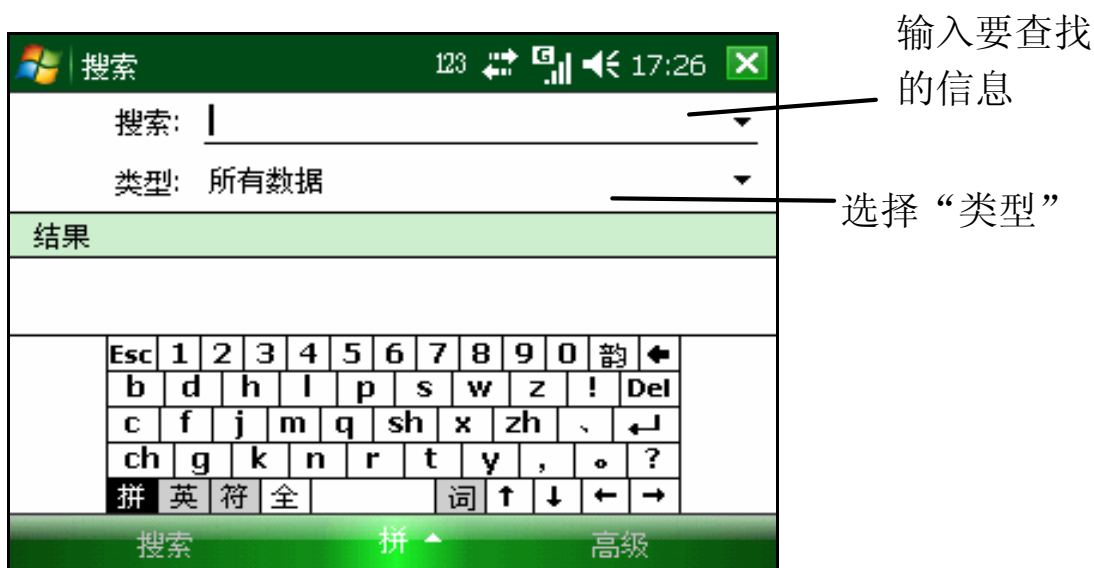 输入要查找
的信息
搜索 123 G 17:26
搜索:
类型: 所有数据
选择“类型”
结果
Esc 1 2 3 4 5 6 7 8 9 0 韵
b d h l p s w z ! Del
c f j m q sh x zh 、
ch g k n r t y , 。 ?
拼 英 符 全 词 ↑ ↓ ← →
搜索 拼 高级